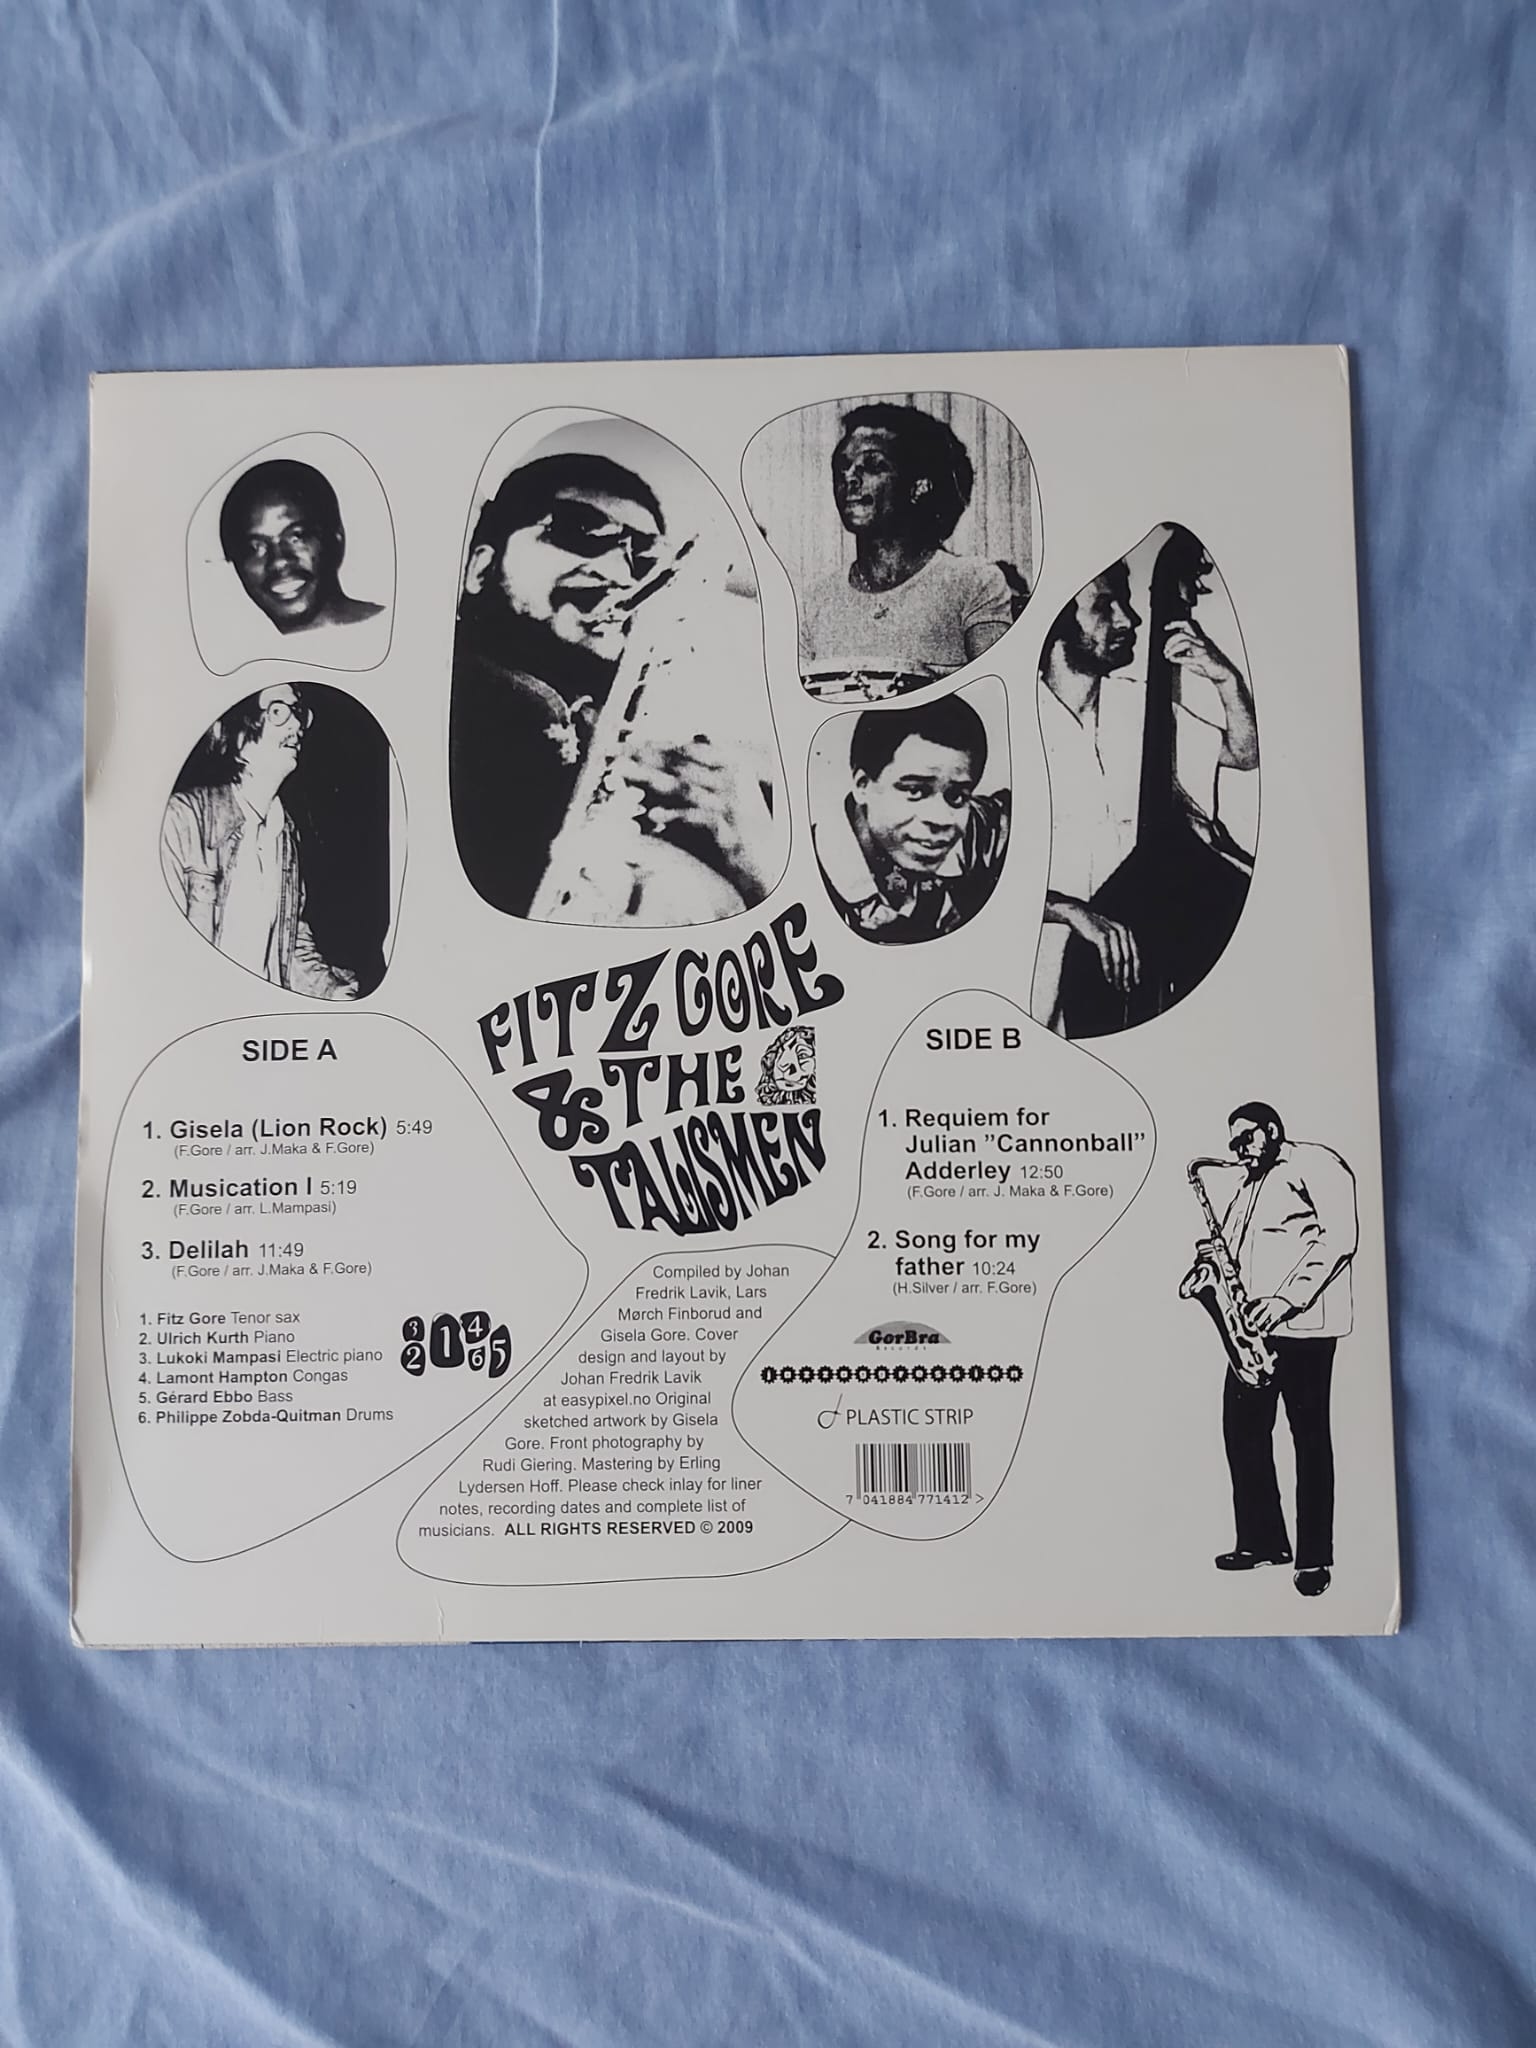 FITZ GORE
& THE
TALISMEN
SIDE A
1. Gisela (Lion Rock) 5:49
(F.Gore / arr. J.Maka & F.Gore)
2. Musication I 5:19
(F.Gore / arr. L.Mampasi)
3. Delilah 11:49
(F.Gore / arr. J.Maka & F.Gore)
1. Fitz Gore Tenor sax
2. Ulrich Kurth Piano
3. Lukoki Mampasi Electric piano
4. Lamont Hampton Congas
5. Gérard Ebbo Bass
6. Philippe Zobda-Quitman Drums
3 1 4
2 6 5
Compiled by Johan
Fredrik Lavik, Lars
Mørch Finborud and
Gisela Gore. Cover
design and layout by
Johan Fredrik Lavik
at easypixel.no Original
sketched artwork by Gisela
Gore. Front photography by
Rudi Giering. Mastering by Erling
Lydersen Hoff. Please check inlay for liner
notes, recording dates and complete list of
musicians. ALL RIGHTS RESERVED © 2009
SIDE B
1. Requiem for
Julian ”Cannonball”
Adderley 12:50
(F.Gore / arr. J. Maka & F.Gore)
2. Song for my
father 10:24
(H.Silver / arr. F.Gore)
GorBra
Records
PLASTIC STRIP
7 041884 771412 >